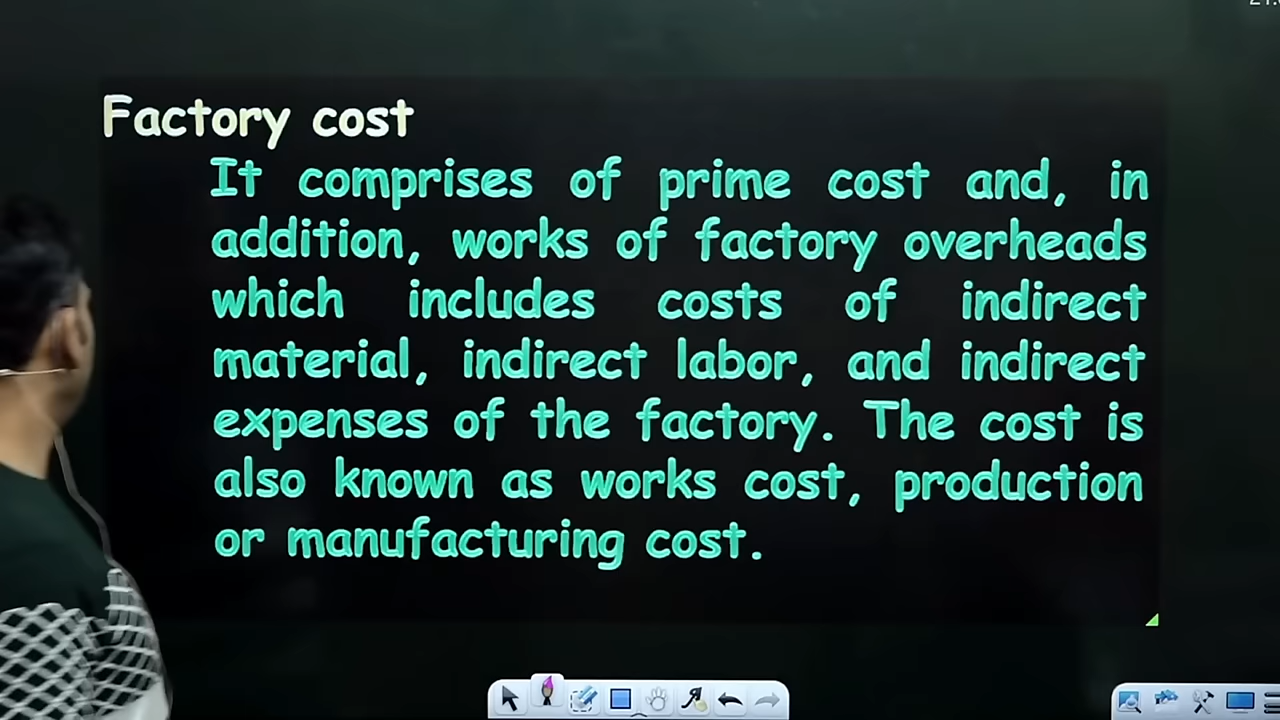 Factory cost
It comprises of prime cost and, in
addition, works of factory overheads
which includes costs of indirect
material, indirect labor, and indirect
expenses of the factory. The cost is
also known as works cost, production
or manufacturing cost.